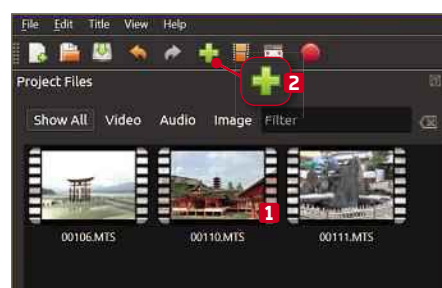 File Edit Title View Help
2
Project Files
Show All Video Audio Image Filter
1
00106.MTS 00110.MTS 00111.MTS